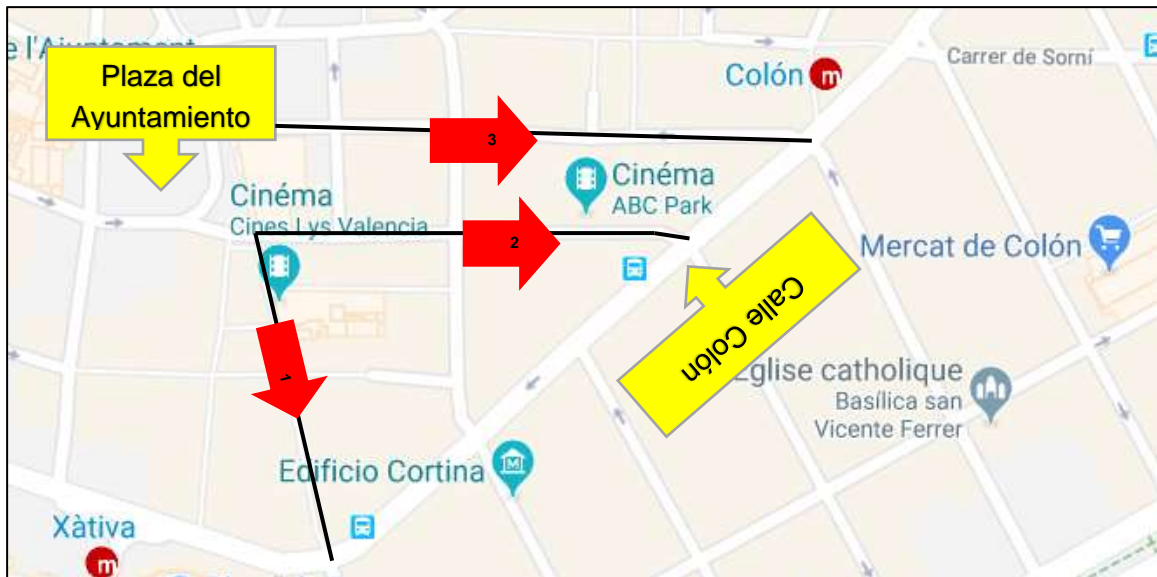 e l'Ajuntament
Plaza del
Ayuntamiento
Colón
m
Carrer de Sorní
3
Cinéma
Cines Lys Valencia
Cinéma
ABC Park
2
Mercat de Colón
Calle Colón
1
Eglise catholique
Basílica san
Vicente Ferrer
Edificio Cortina
M
Xàtiva
m